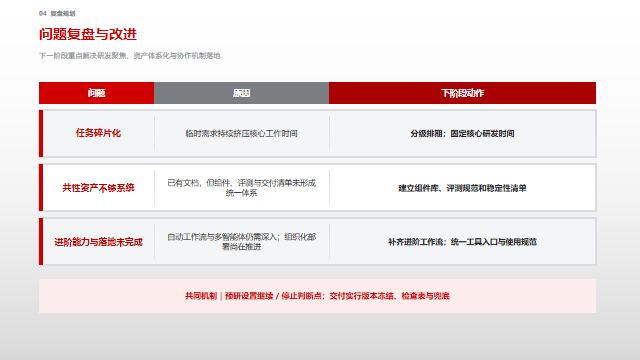 04 复盘规划
问题复盘与改进
下一阶段重点解决研发聚焦、资产体系化与协作机制落地
问题 原因 下阶段动作
任务碎片化 临时需求持续挤压核心工作时间 分级排期；固定核心研发时间
共性资产不够系统 已有文档，但组件、评测与交付清单未形成 建立组件库、评测规范和稳定性清单
统一体系
进阶能力与落地未完成 自动工作流与多智能体仍需深入；组织化部 补齐进阶工作流；统一工具入口与使用规范
署尚在推进
共同机制｜预研设置继续 / 停止判断点；交付实行版本冻结、检查表与兜底